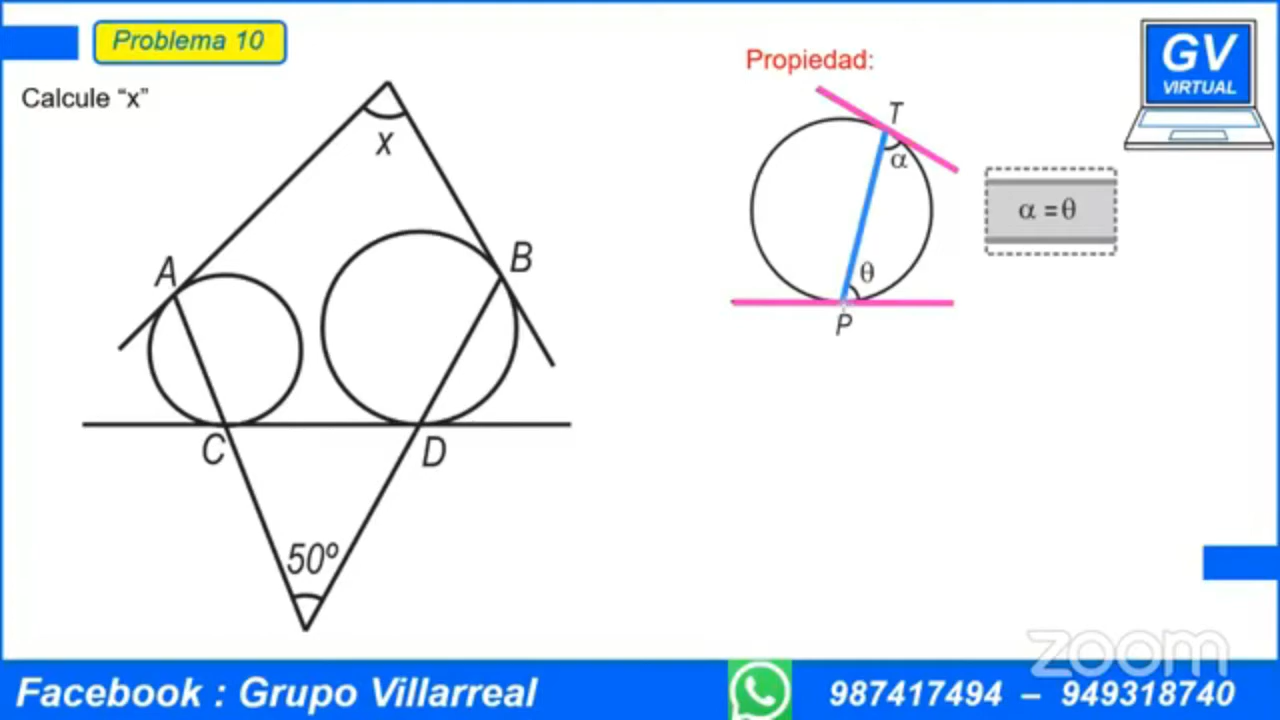 Problema 10
Calcule “x”
x
A
B
C
D
50º
Propiedad:
T
α
θ
P
α = θ
GV
VIRTUAL
zoom
Facebook : Grupo Villarreal
987417494 – 949318740